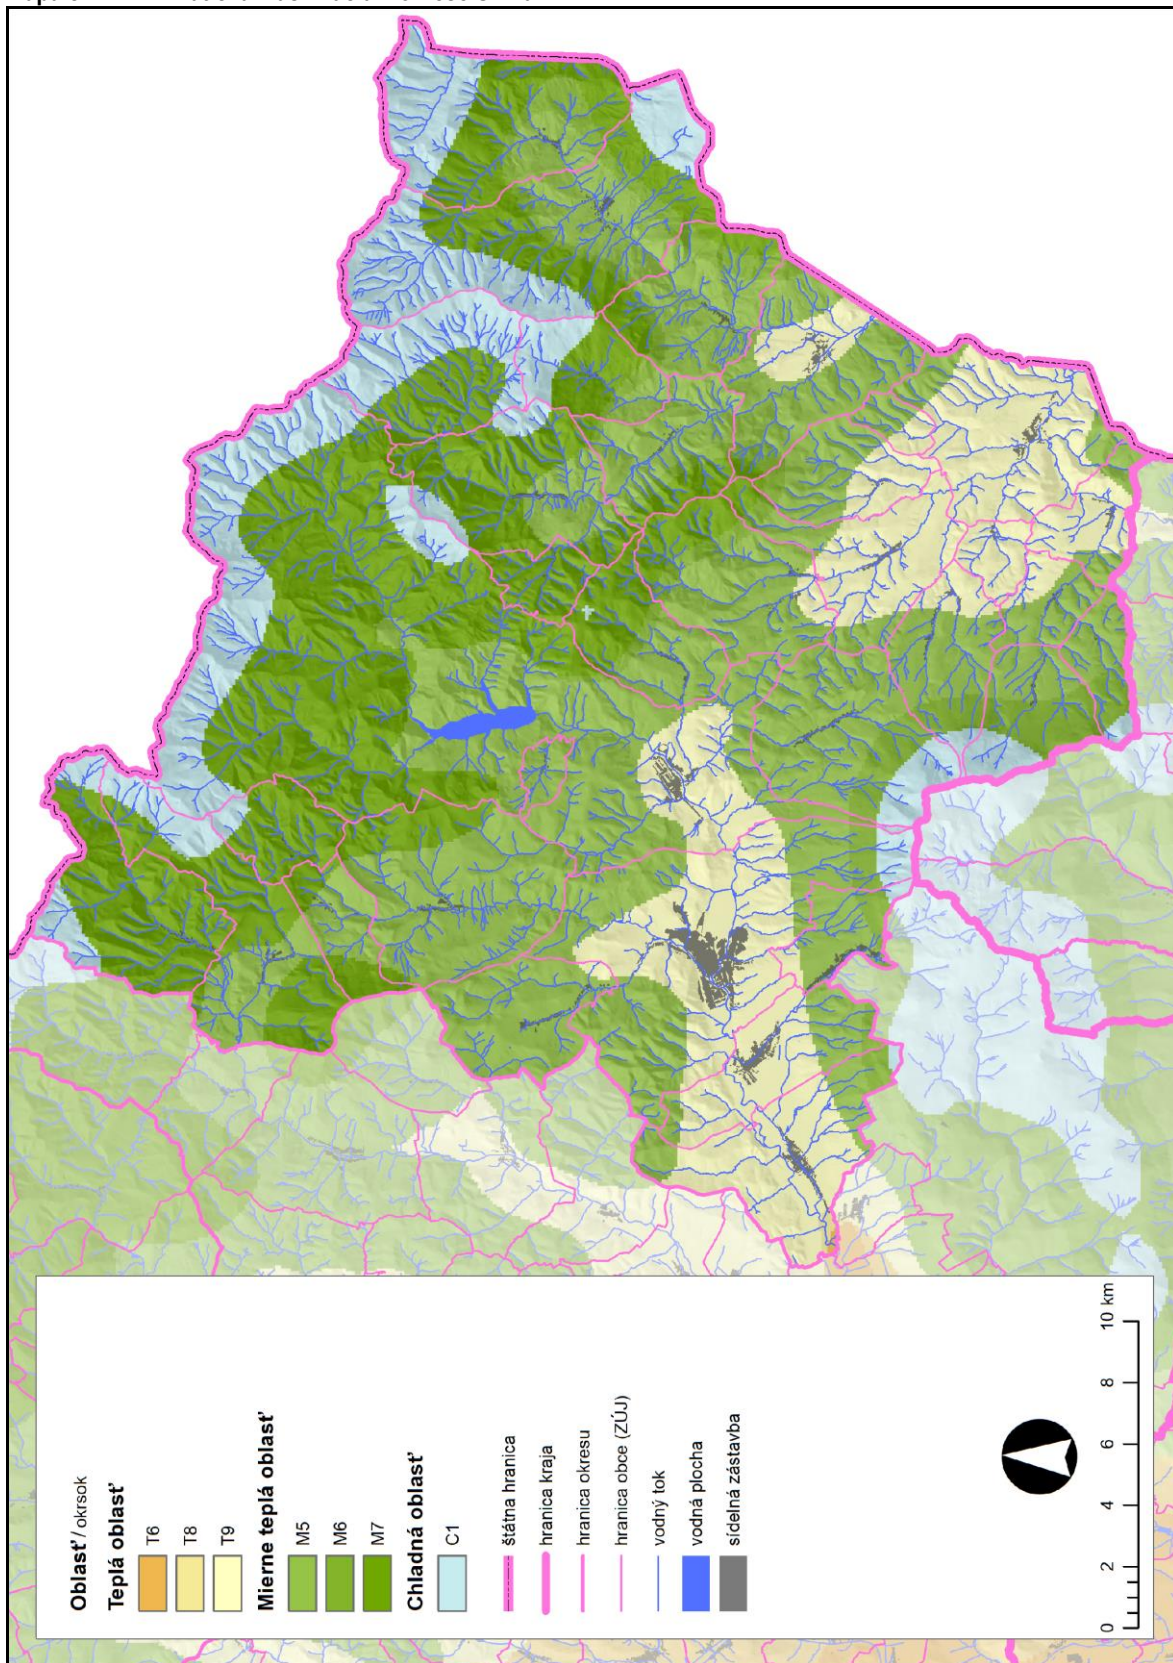 Oblasť / okrsok
Teplá oblasť
T6
T8
T9
Mierne teplá oblasť
M5
M6
M7
Chladná oblasť
C1
štátna hranica
hranica kraja
hranica okresu
hranica obce (ZÚJ)
vodný tok
vodná plocha
sídelná zástavba
0 2 4 6 8 10 km